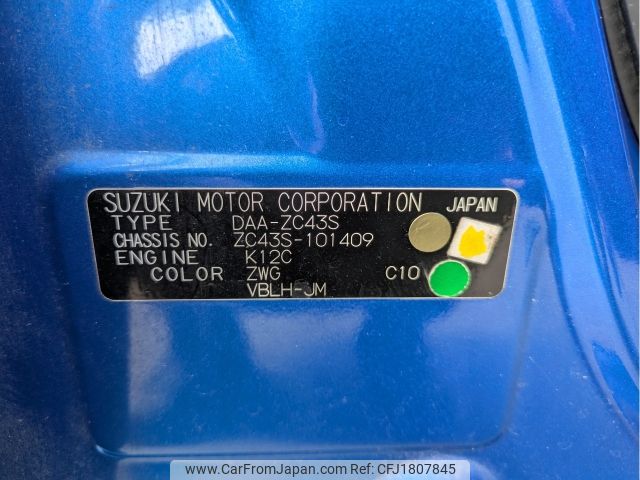 SUZUKI MOTOR CORPORATION JAPAN
TYPE DAA-ZC43S
CHASSIS NO. ZC43S-101409
ENGINE K12C
COLOR ZWG C10
VBLH-JM
www.CarFromJapan.com Ref No: CFJ1807845